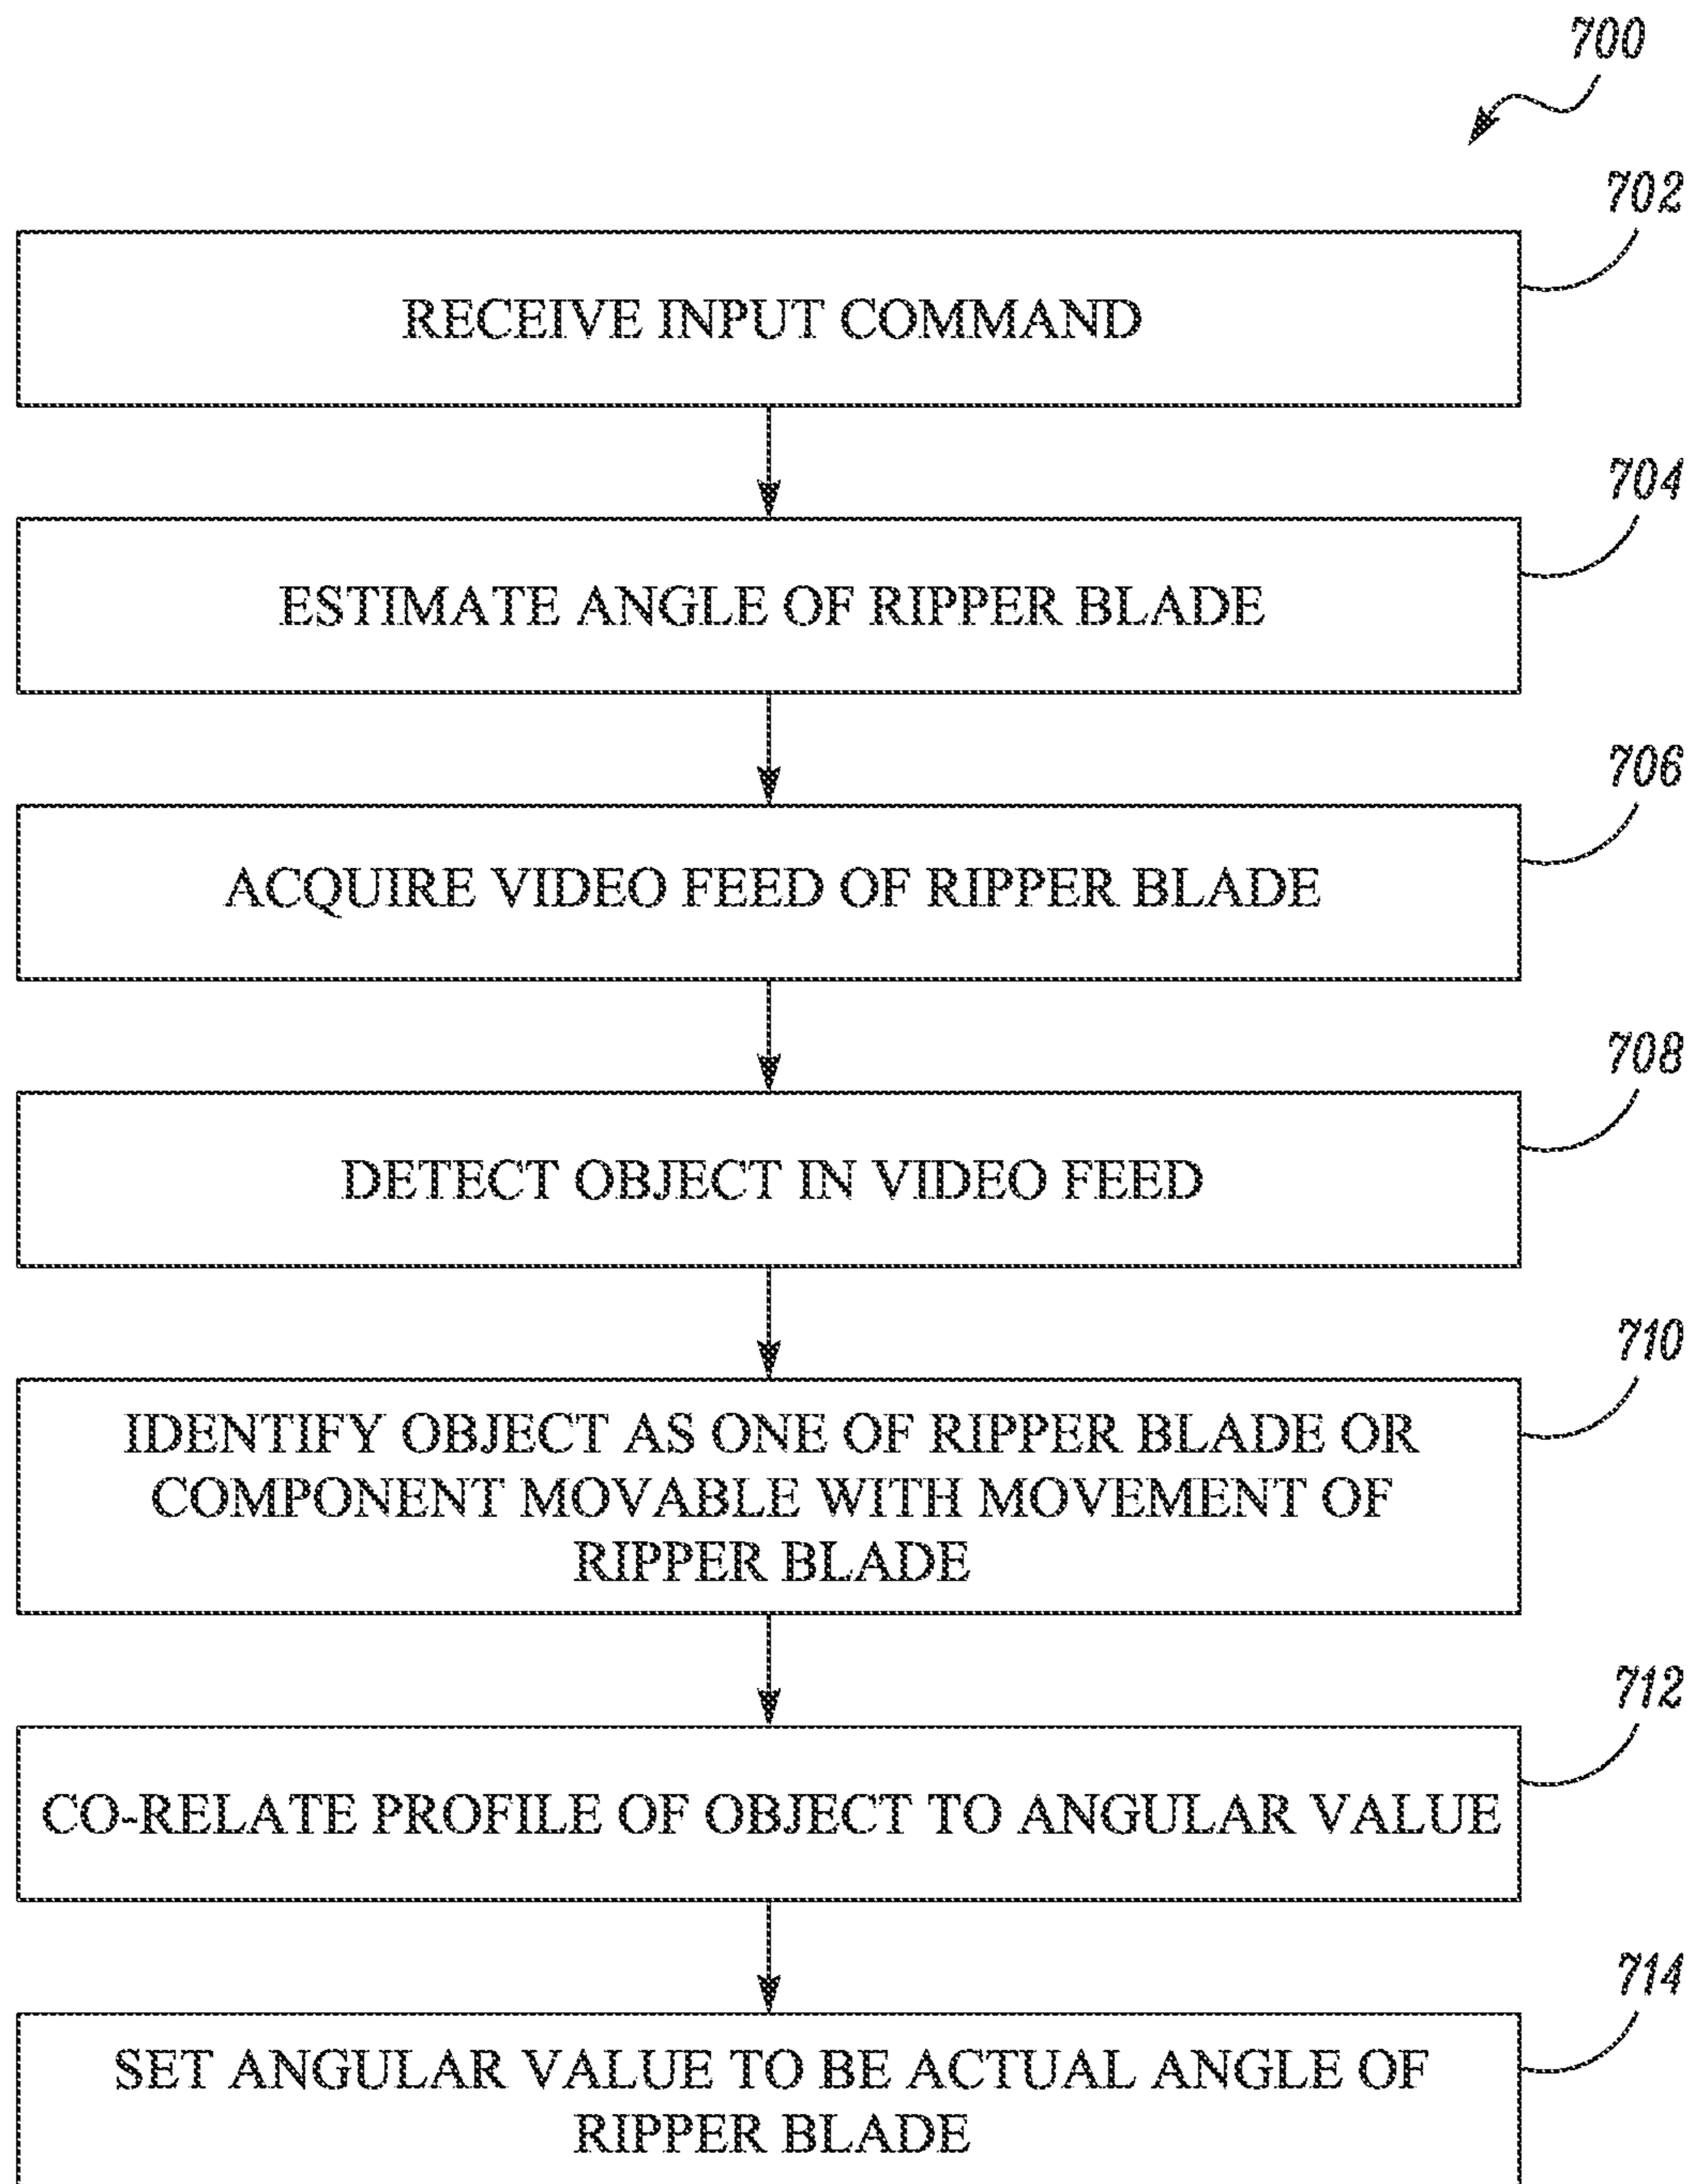 700
702
RECEIVE INPUT COMMAND
704
ESTIMATE ANGLE OF RIPPER BLADE
706
ACQUIRE VIDEO FEED OF RIPPER BLADE
708
DETECT OBJECT IN VIDEO FEED
710
IDENTIFY OBJECT AS ONE OF RIPPER BLADE OR
COMPONENT MOVABLE WITH MOVEMENT OF
RIPPER BLADE
712
CO-RELATE PROFILE OF OBJECT TO ANGULAR VALUE
714
SET ANGULAR VALUE TO BE ACTUAL ANGLE OF
RIPPER BLADE